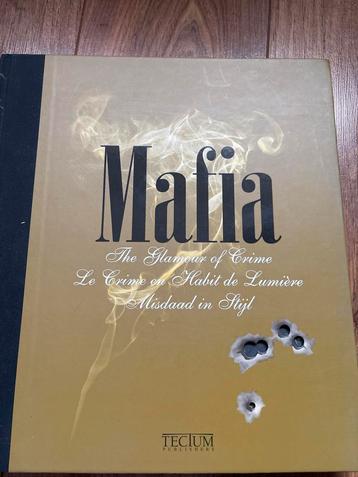 Mafia
The Glamour of Crime
Le Crime en Habit de Lumière
Misdaad in Stijl
TECTUM
PUBLISHERS